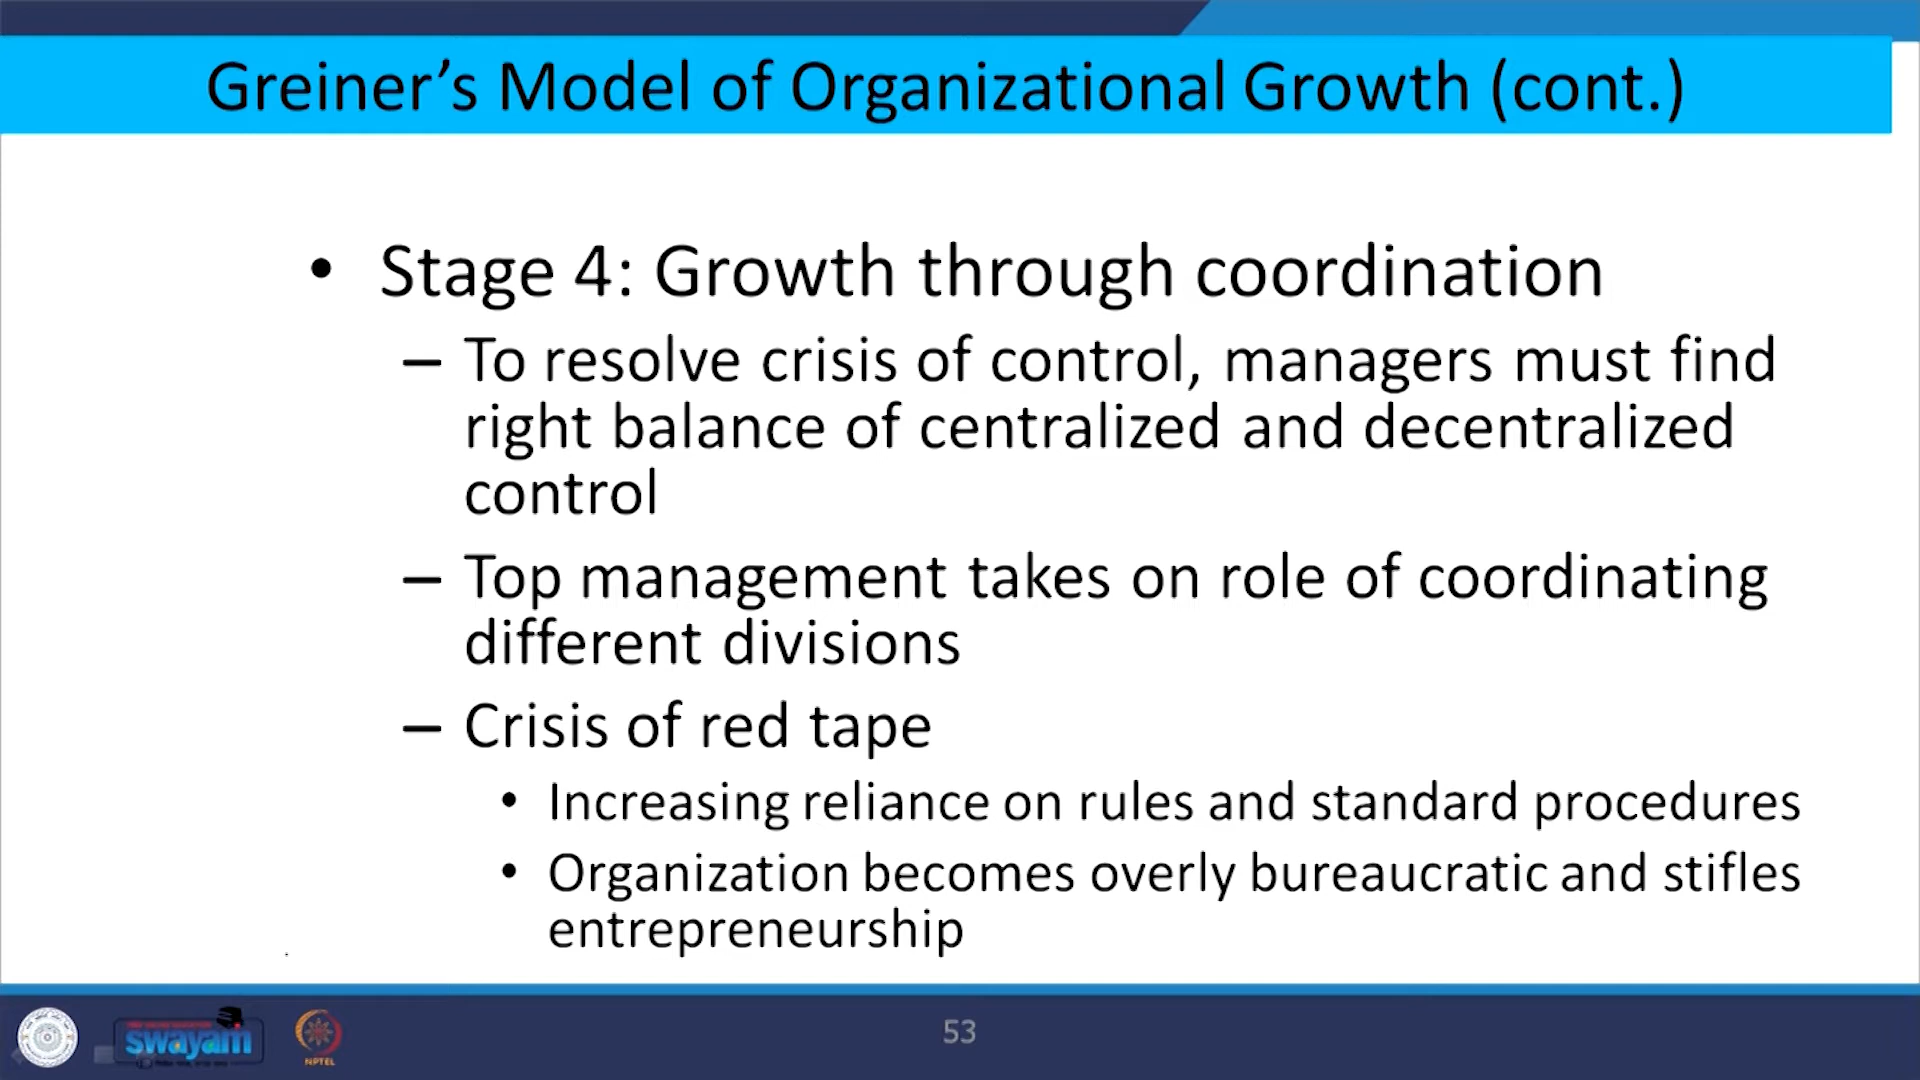 Greiner’s Model of Organizational Growth (cont.)
• Stage 4: Growth through coordination
– To resolve crisis of control, managers must find
right balance of centralized and decentralized
control
– Top management takes on role of coordinating
different divisions
– Crisis of red tape
• Increasing reliance on rules and standard procedures
• Organization becomes overly bureaucratic and stifles
entrepreneurship
swayam
NPTEL
53